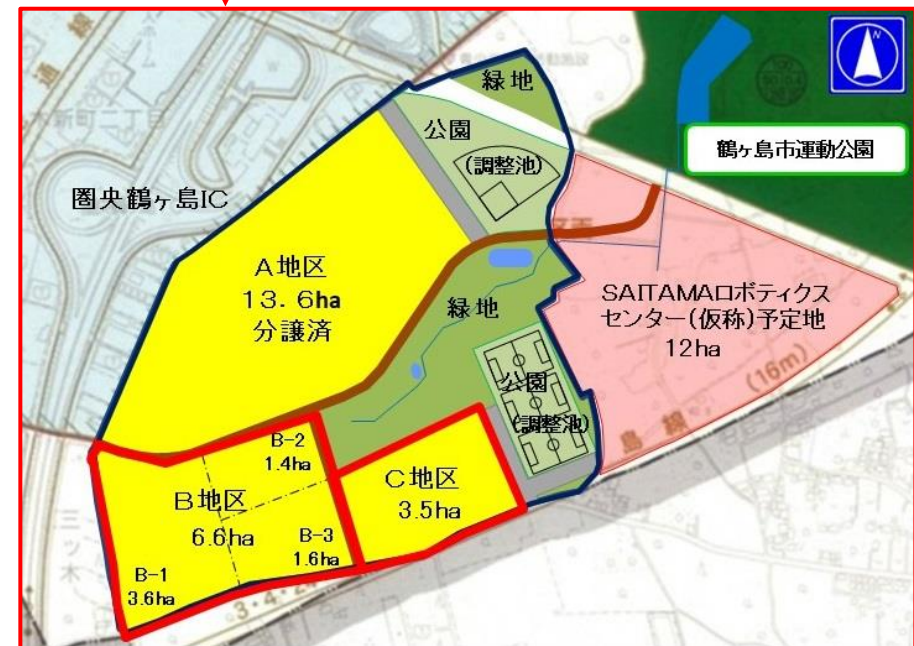 緑地
N
公園
(調整池)
鶴ヶ島市運動公園
圏央鶴ヶ島IC
A地区
13.6ha
分譲済
緑地
SAITAMAロボティクス
センター(仮称)予定地
12ha
公園
(調整池)
(16m)
B-2
1.4ha
C地区
3.5ha
B地区
6.6ha
B-3
1.6ha
B-1
3.6ha
三ツ木